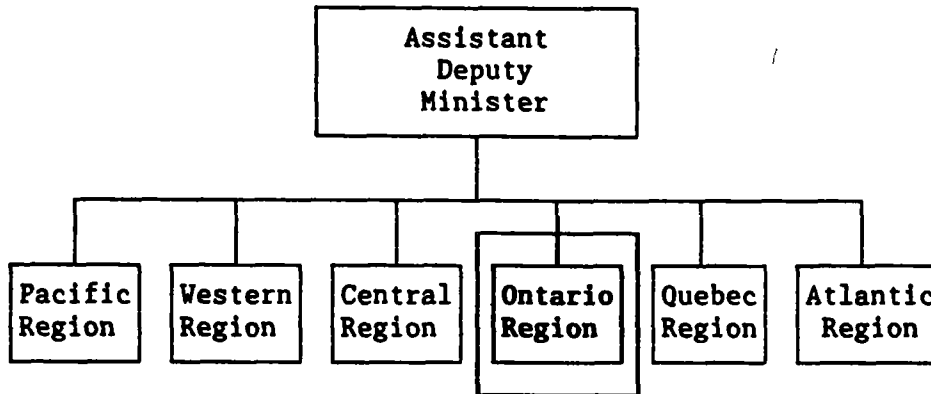 Assistant
Deputy
Minister
Pacific Region
Western Region
Central Region
Ontario Region
Quebec Region
Atlantic Region